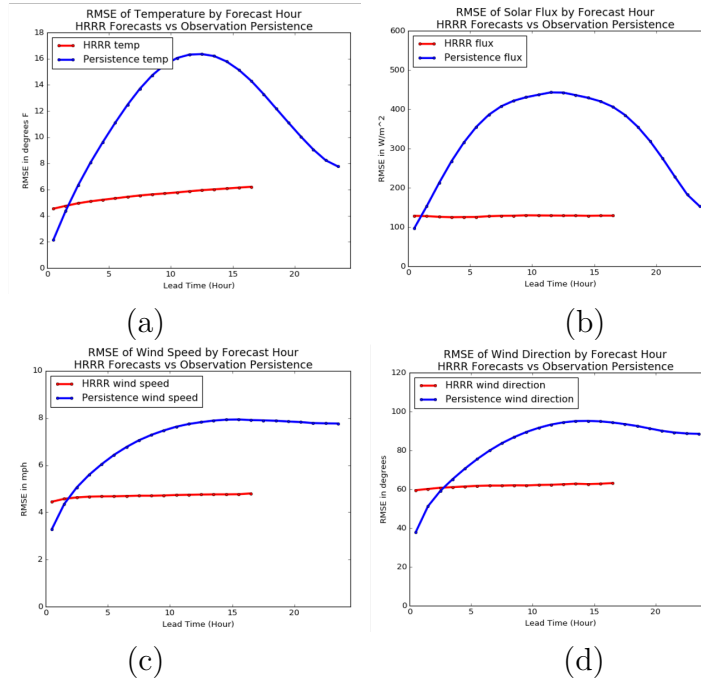 RMSE of Temperature by Forecast Hour
HRRR Forecasts vs Observation Persistence
HRRR temp
Persistence temp
RMSE in degrees F
18
16
14
12
10
8
6
4
2
0
0 5 10 15 20
Lead Time (Hour)
(a)
RMSE of Solar Flux by Forecast Hour
HRRR Forecasts vs Observation Persistence
HRRR flux
Persistence flux
RMSE in W/m^2
600
500
400
300
200
100
0
0 5 10 15 20
Lead Time (Hour)
(b)
RMSE of Wind Speed by Forecast Hour
HRRR Forecasts vs Observation Persistence
HRRR wind speed
Persistence wind speed
RMSE in mph
10
8
6
4
2
0
0 5 10 15 20
Lead Time (Hour)
(c)
RMSE of Wind Direction by Forecast Hour
HRRR Forecasts vs Observation Persistence
HRRR wind direction
Persistence wind direction
RMSE in degrees
120
100
80
60
40
20
0
0 5 10 15 20
Lead Time (Hour)
(d)